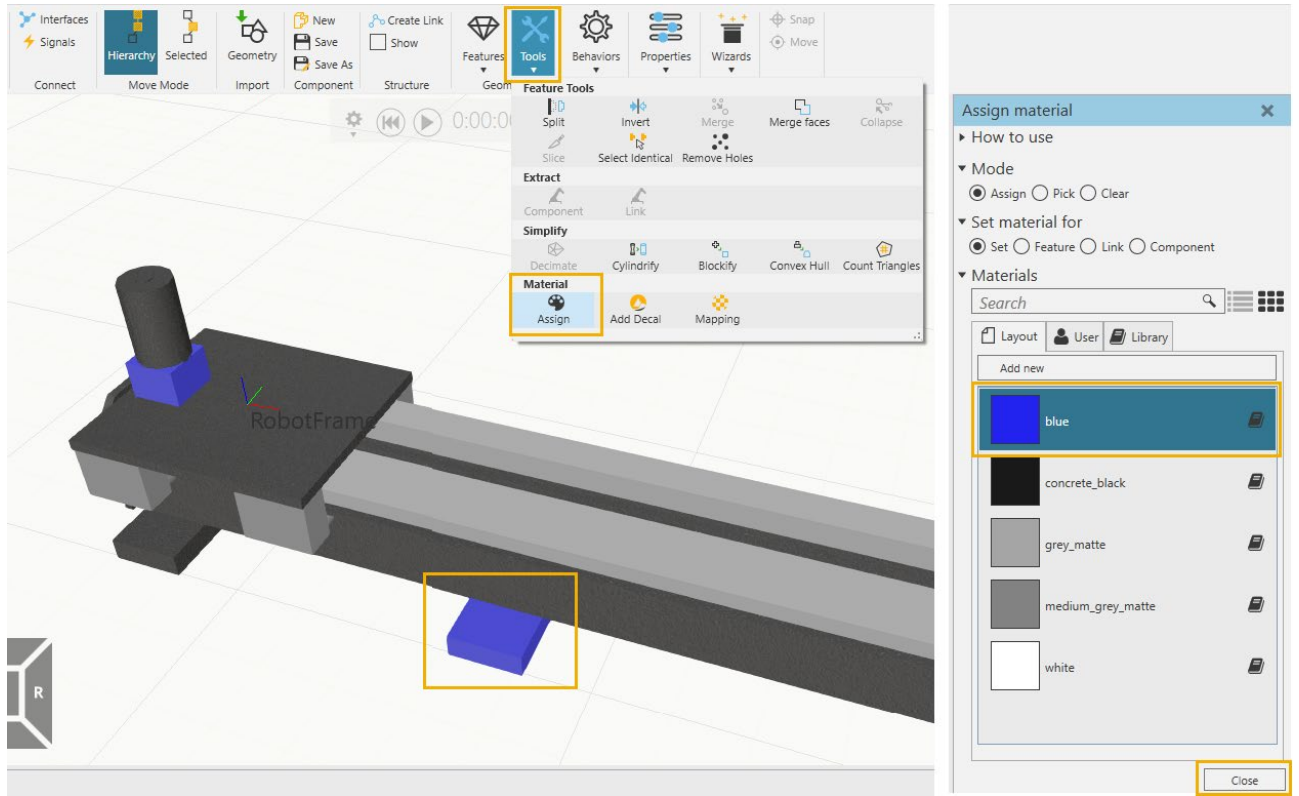 Interfaces
Signals
Connect
Hierarchy
Selected
Move Mode
Geometry
Import
New
Save
Save As
Component
Create Link
Show
Structure
Features
Tools
Behaviors
Properties
Wizards
Geom
Snap
Move
0:00:0
Feature Tools
Split
Invert
Merge
Merge faces
Collapse
Slice
Select Identical
Remove Holes
Extract
Component
Link
Simplify
Decimate
Cylindrify
Blockify
Convex Hull
Count Triangles
Material
Assign
Add Decal
Mapping
RobotFrame
R
Assign material
How to use
Mode
Assign Pick Clear
Set material for
Set Feature Link Component
Materials
Search
Layout User Library
Add new
blue
concrete_black
grey_matte
medium_grey_matte
white
Close